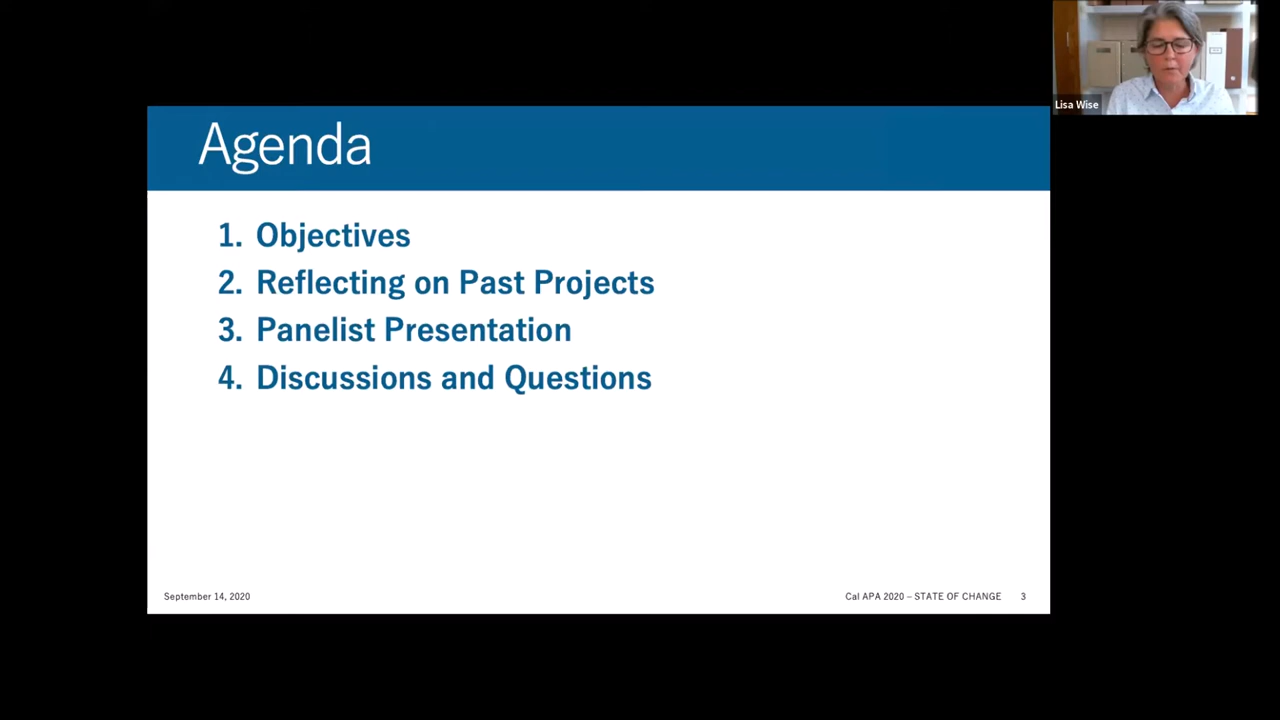 Lisa Wise
Agenda
1. Objectives
2. Reflecting on Past Projects
3. Panelist Presentation
4. Discussions and Questions
September 14, 2020
Cal APA 2020 – STATE OF CHANGE 3